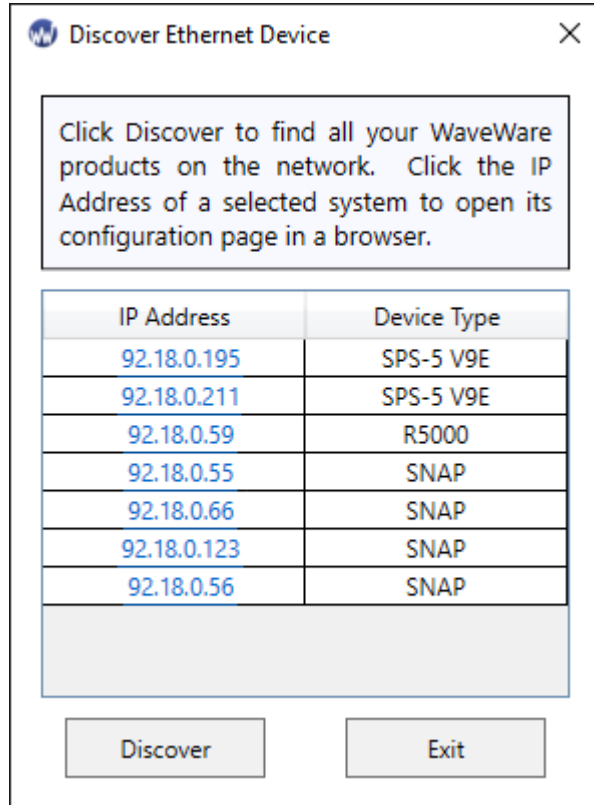 Discover Ethernet Device
Click Discover to find all your WaveWare
products on the network. Click the IP
Address of a selected system to open its
configuration page in a browser.
IP Address Device Type
92.18.0.195 SPS-5 V9E
92.18.0.211 SPS-5 V9E
92.18.0.59 R5000
92.18.0.55 SNAP
92.18.0.66 SNAP
92.18.0.123 SNAP
92.18.0.56 SNAP
Discover Exit